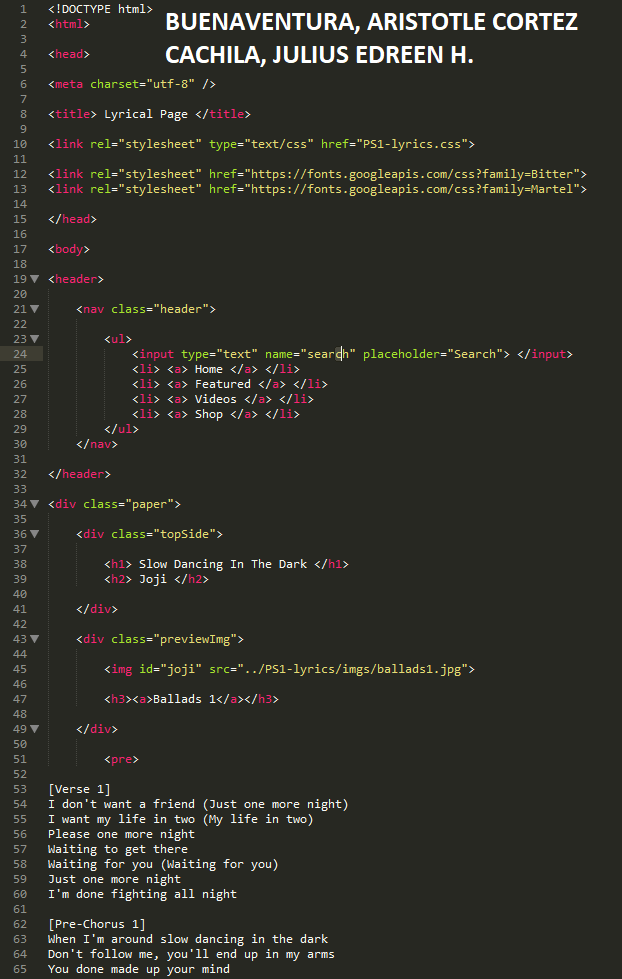 BUENAVENTURA, ARISTOTLE CORTEZ
CACHILA, JULIUS EDREEN H.
1 <!DOCTYPE html>
2 <html>
3
4 <head>
5
6 <meta charset="utf-8" />
7
8 <title> Lyrical Page </title>
9
10 <link rel="stylesheet" type="text/css" href="PS1-lyrics.css">
11
12 <link rel="stylesheet" href="https://fonts.googleapis.com/css?family=Bitter">
13 <link rel="stylesheet" href="https://fonts.googleapis.com/css?family=Martel">
14
15 </head>
16
17 <body>
18
19 <header>
20
21 <nav class="header">
22
23 <ul>
24 <input type="text" name="search" placeholder="Search"> </input>
25 <li> <a> Home </a> </li>
26 <li> <a> Featured </a> </li>
27 <li> <a> Videos </a> </li>
28 <li> <a> Shop </a> </li>
29 </ul>
30 </nav>
31
32 </header>
33
34 <div class="paper">
35
36 <div class="topSide">
37
38 <h1> Slow Dancing In The Dark </h1>
39 <h2> Joji </h2>
40
41 </div>
42
43 <div class="previewImg">
44
45 <img id="joji" src="../PS1-lyrics/imgs/ballads1.jpg">
46
47 <h3><a>Ballads 1</a></h3>
48
49 </div>
50
51 <pre>
52
53 [Verse 1]
54 I don't want a friend (Just one more night)
55 I want my life in two (My life in two)
56 Please one more night
57 Waiting to get there
58 Waiting for you (Waiting for you)
59 Just one more night
60 I'm done fighting all night
61
62 [Pre-Chorus 1]
63 When I'm around slow dancing in the dark
64 Don't follow me, you'll end up in my arms
65 You done made up your mind